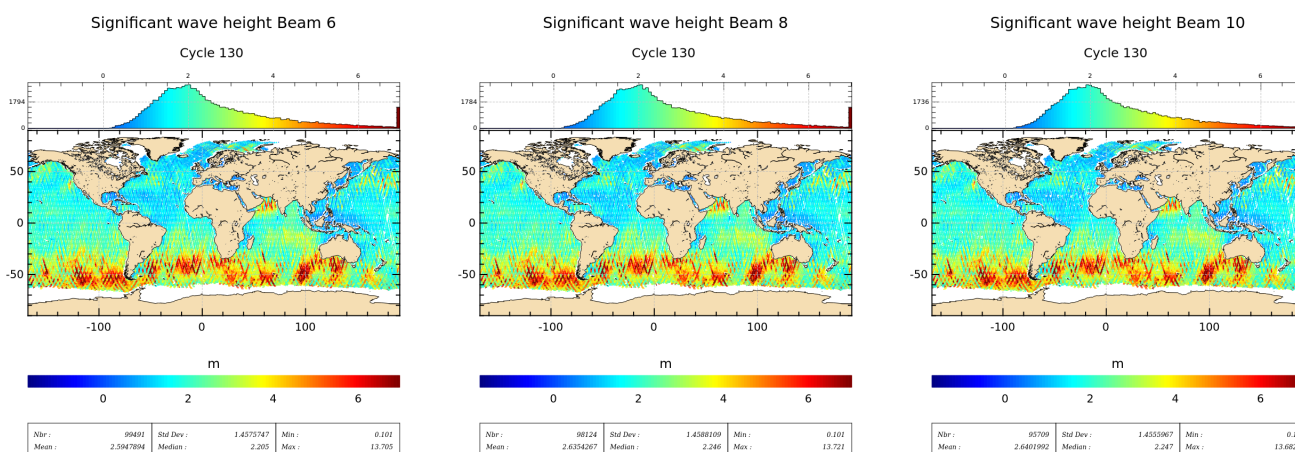 Significant wave height Beam 6
Cycle 130
0 2 4 6
1794
0
50
0
-50
-100 0 100
m
0 2 4 6
Nbr : 99491 Std Dev : 1.4575747 Min : 0.101
Mean : 2.5947894 Median : 2.205 Max : 13.705
Significant wave height Beam 8
Cycle 130
0 2 4 6
1784
0
50
0
-50
-100 0 100
m
0 2 4 6
Nbr : 98124 Std Dev : 1.4588109 Min : 0.101
Mean : 2.6354267 Median : 2.246 Max : 13.721
Significant wave height Beam 10
Cycle 130
0 2 4 6
1736
0
50
0
-50
-100 0 100
m
0 2 4 6
Nbr : 95709 Std Dev : 1.4555967 Min :
Mean : 2.6401992 Median : 2.247 Max :